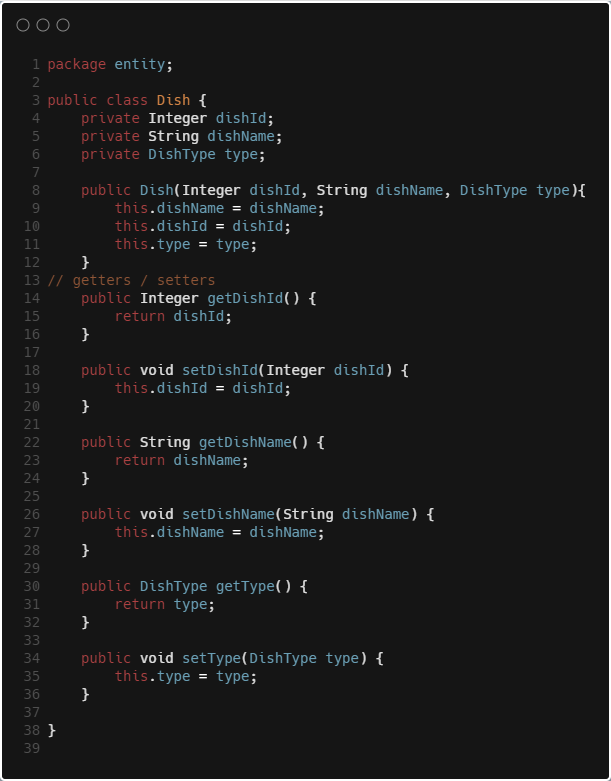 1 package entity;
2
3 public class Dish {
4     private Integer dishId;
5     private String dishName;
6     private DishType type;
7
8     public Dish(Integer dishId, String dishName, DishType type){
9         this.dishName = dishName;
10         this.dishId = dishId;
11         this.type = type;
12     }
13 // getters / setters
14     public Integer getDishId() {
15         return dishId;
16     }
17
18     public void setDishId(Integer dishId) {
19         this.dishId = dishId;
20     }
21
22     public String getDishName() {
23         return dishName;
24     }
25
26     public void setDishName(String dishName) {
27         this.dishName = dishName;
28     }
29
30     public DishType getType() {
31         return type;
32     }
33
34     public void setType(DishType type) {
35         this.type = type;
36     }
37
38 }
39